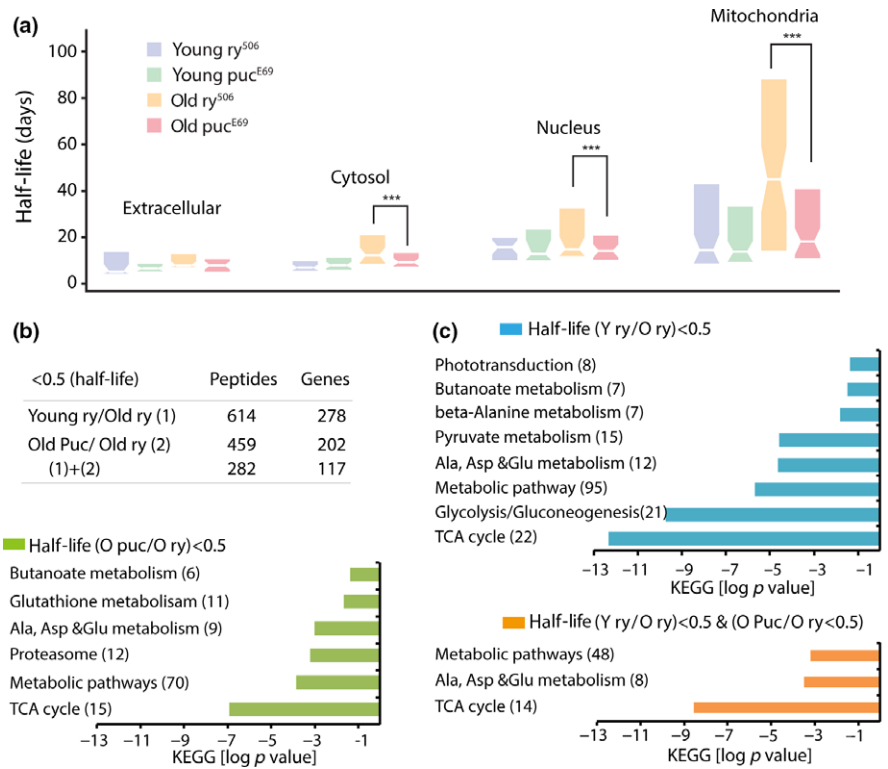 (a)
Mitochondria
***
100
80
60
40
20
0
Half-life (days)
Young ry506
Young pucE69
Old ry506
Old pucE69
Nucleus
***
Cytosol
***
Extracellular
(b)
<0.5 (half-life) Peptides Genes
Young ry/Old ry (1) 614 278
Old Puc/ Old ry (2) 459 202
(1)+(2) 282 117
Half-life (O puc/O ry)<0.5
Butanoate metabolism (6)
Glutathione metabolisam (11)
Ala, Asp &Glu metabolism (9)
Proteasome (12)
Metabolic pathways (70)
TCA cycle (15)
−13 −11 −9 −7 −5 −3 −1
KEGG [log p value]
(c)
Half-life (Y ry/O ry)<0.5
Phototransduction (8)
Butanoate metabolism (7)
beta-Alanine metabolism (7)
Pyruvate metabolism (15)
Ala, Asp &Glu metabolism (12)
Metabolic pathway (95)
Glycolysis/Gluconeogenesis(21)
TCA cycle (22)
−13 −11 −9 −7 −5 −3 −1
KEGG [log p value]
Half-life (Y ry/O ry)<0.5 & (O Puc/O ry<0.5)
Metabolic pathways (48)
Ala, Asp &Glu metabolism (8)
TCA cycle (14)
−13 −11 −9 −7 −5 −3 −1
KEGG [log p value]